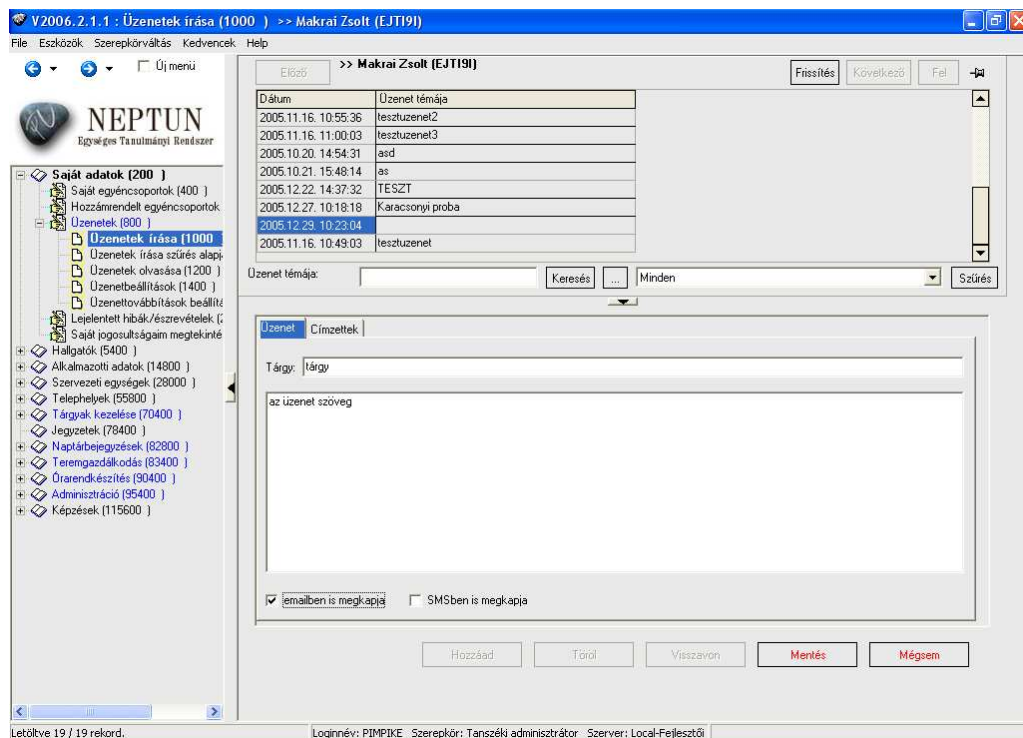 V2006.2.1.1 : Üzenetek írása (1000 ) >> Makrai Zsolt (EJTI9I)
File Eszközök Szerepkörváltás Kedvencek Help
Új menü
NEPTUN
Egységes Tanulmányi Rendszer
Saját adatok (200 )
Saját egyéncsoportok (400 )
Hozzámrendelt egyéncsoportok
Üzenetek (800 )
Üzenetek írása (1000
Üzenetek írása szűrés alapj
Üzenetek olvasása (1200 )
Üzenetbeállítások (1400 )
Üzenettovábbítások beállítá
Lejelentett hibák/észrevételek (2
Saját jogosultságaim megtekinté
Hallgatók (5400 )
Alkalmazotti adatok (14800 )
Szervezeti egységek (28000 )
Telephelyek (55800 )
Tárgyak kezelése (70400 )
Jegyzetek (78400 )
Naptárbejegyzések (82800 )
Teremgazdálkodás (83400 )
Órarendkészítés (90400 )
Adminisztráció (95400 )
Képzések (115600 )
Előző >> Makrai Zsolt (EJTI9I) Frissítés Következő Fel
Dátum Üzenet témája
2005.11.16. 10:55:36 tesztuzenet2
2005.11.16. 11:00:03 tesztuzenet3
2005.10.20. 14:54:31 asd
2005.10.21. 15:48:14 as
2005.12.22. 14:37:32 TESZT
2005.12.27. 10:18:18 Karacsonyi proba
2005.12.29. 10:23:04
2005.11.16. 10:49:03 tesztuzenet
Üzenet témája: Keresés ... Minden Szűrés
Üzenet Címzettek
Tárgy: tárgy
az üzenet szöveg
emailben is megkapja SMSben is megkapja
Hozzáad Töröl Visszavon Mentés Mégsem
Letöltve 19 / 19 rekord. Loginnév: PIMPIKE Szerepkör: Tanszéki adminisztrátor Szerver: Local-Fejlesztői